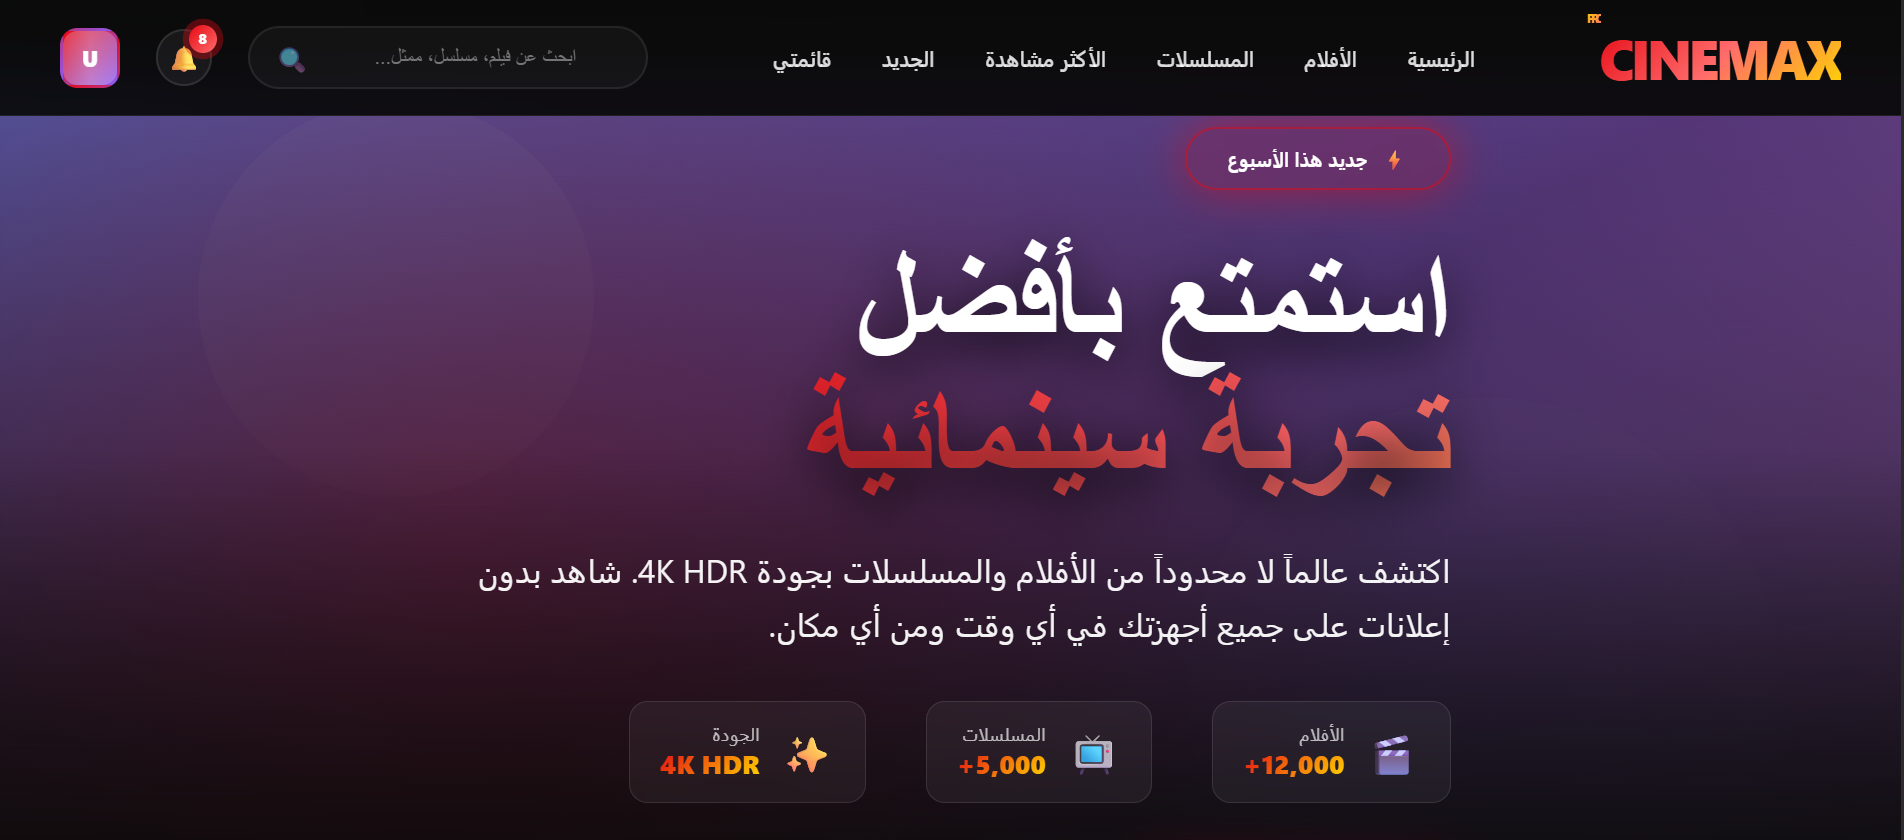 PRO
CINEMAX
الرئيسية
الأفلام
المسلسلات
الأكثر مشاهدة
الجديد
قائمتي
ابحث عن فيلم، مسلسل، ممثل...
8
U
جديد هذا الأسبوع
استمتع بأفضل
تجربة سينمائية
اكتشف عالماً لا محدوداً من الأفلام والمسلسلات بجودة 4K HDR. شاهد بدون
إعلانات على جميع أجهزتك في أي وقت ومن أي مكان.
الأفلام
12,000+
المسلسلات
5,000+
الجودة
4K HDR